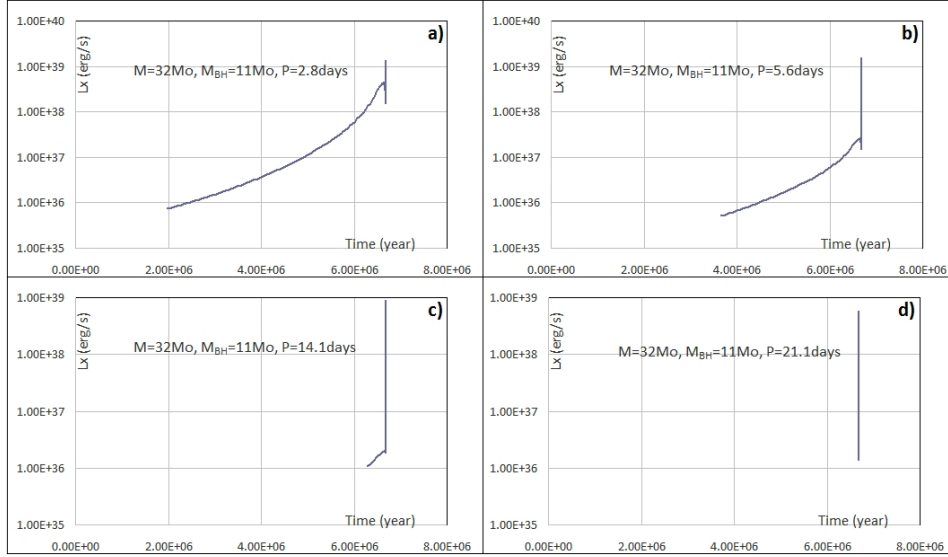 1.00E+40
1.00E+39
1.00E+38
1.00E+37
1.00E+36
1.00E+35
Lx (erg/s)
a)
M=32Mo, MBH=11Mo, P=2.8days
Time (year)
0.00E+00 2.00E+06 4.00E+06 6.00E+06 8.00E+06
1.00E+40
1.00E+39
1.00E+38
1.00E+37
1.00E+36
1.00E+35
Lx (erg/s)
b)
M=32Mo, MBH=11Mo, P=5.6days
Time (year)
0.00E+00 2.00E+06 4.00E+06 6.00E+06 8.00E+06
1.00E+39
1.00E+38
1.00E+37
1.00E+36
1.00E+35
Lx (erg/s)
c)
M=32Mo, MBH=11Mo, P=14.1days
Time (year)
0.00E+00 2.00E+06 4.00E+06 6.00E+06 8.00E+06
1.00E+39
1.00E+38
1.00E+37
1.00E+36
1.00E+35
Lx (erg/s)
d)
M=32Mo, MBH=11Mo, P=21.1days
Time (year)
0.00E+00 2.00E+06 4.00E+06 6.00E+06 8.00E+06